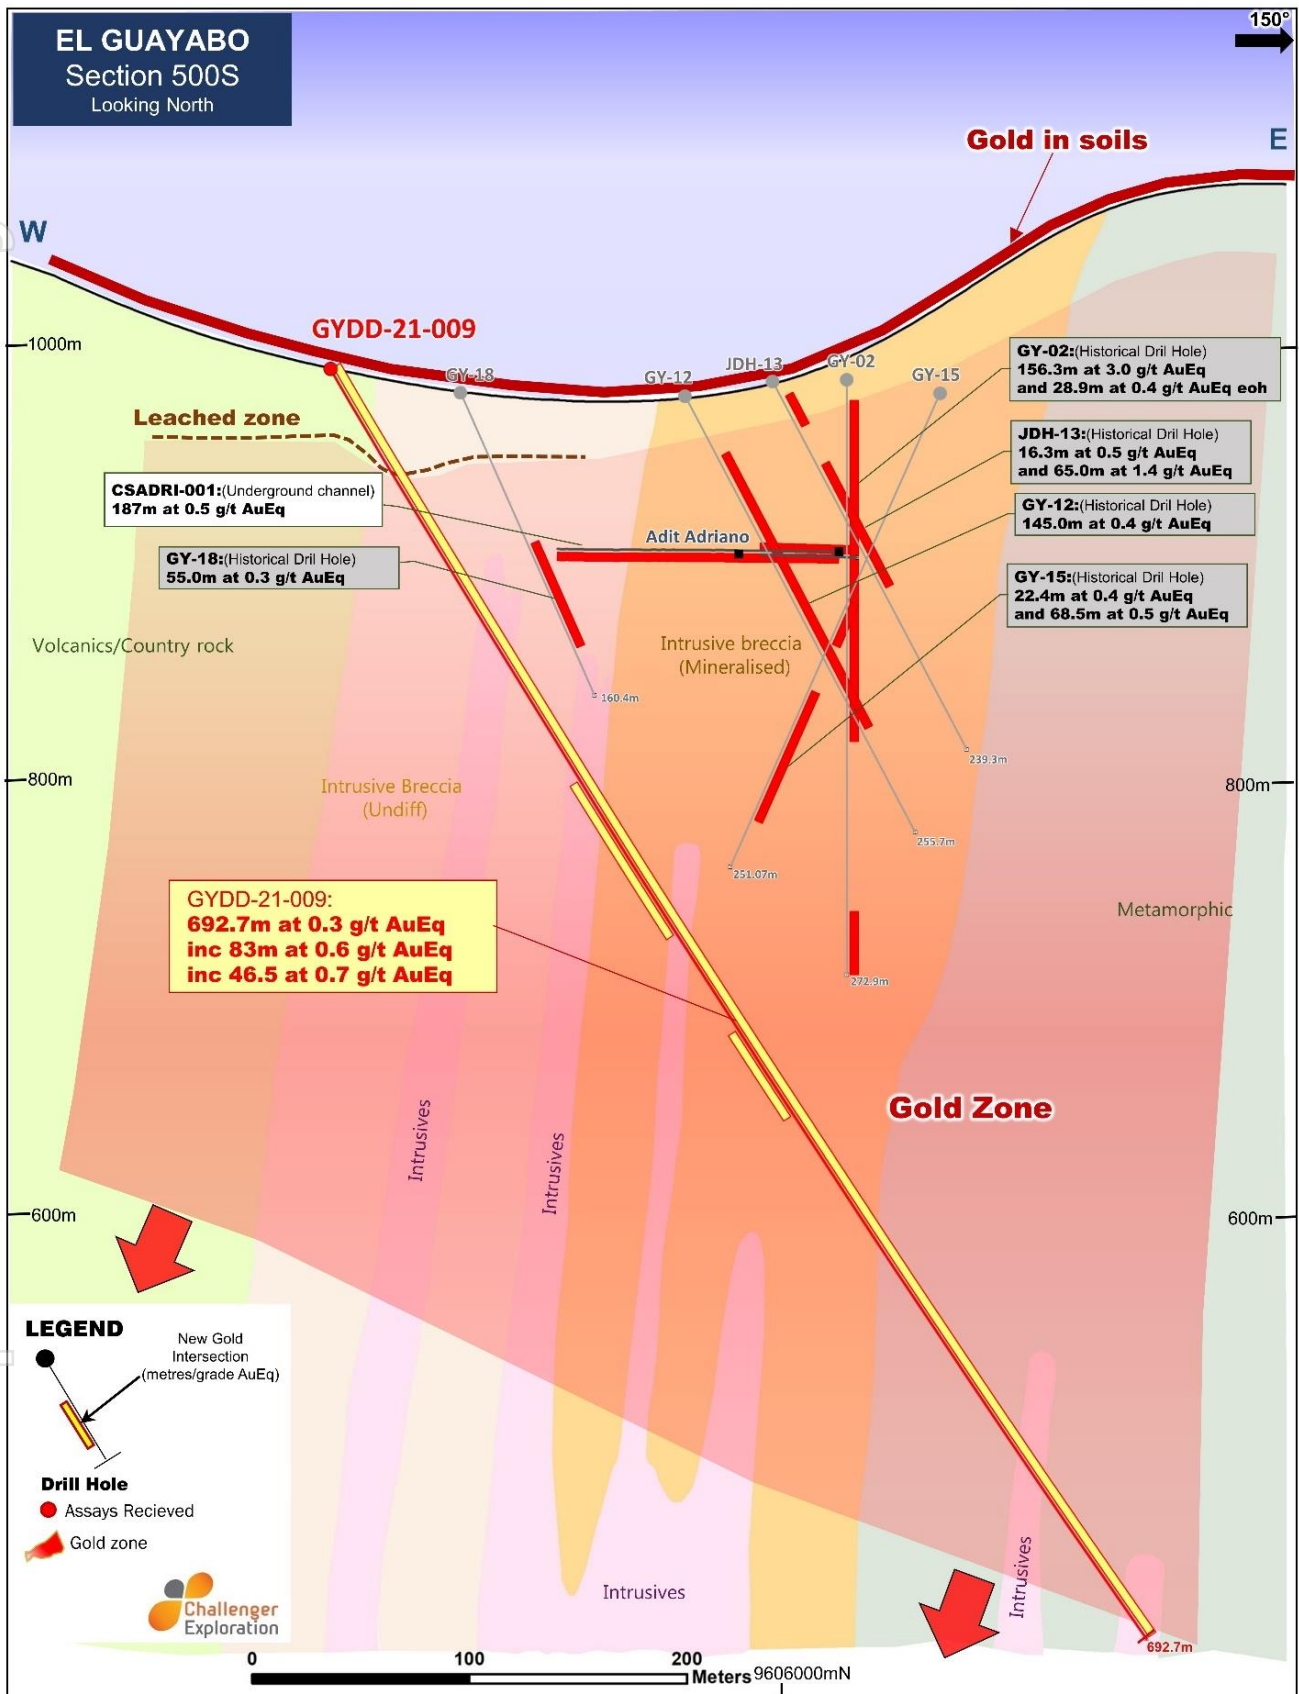 EL GUAYABO
Section 500S
Looking North
150°
Gold in soils
E
W
GYDD-21-009
1000m
GY-18
GY-12
JDH-13
GY-02
GY-15
GY-02:(Historical Dril Hole)
156.3m at 3.0 g/t AuEq
and 28.9m at 0.4 g/t AuEq eoh
Leached zone
JDH-13:(Historical Dril Hole)
16.3m at 0.5 g/t AuEq
and 65.0m at 1.4 g/t AuEq
CSADRI-001:(Underground channel)
187m at 0.5 g/t AuEq
GY-12:(Historical Dril Hole)
145.0m at 0.4 g/tAuEq
Adit Adriano
GY-18:(Historical Dril Hole)
55.0m at 0.3 g/t AuEq
GY-15:(Historical Dril Hole)
22.4m at 0.4 g/t AuEq
and 68.5m at 0.5 g/t AuEq
Volcanics/Country rock
Intrusive breccia
(Mineralised)
160.4m
239.3m
800m
800m
Intrusive Breccia
(Undiff)
255.7m
251.07m
GYDD-21-009:
692.7m at 0.3 g/t AuEq
inc 83m at 0.6 g/t AuEq
inc 46.5 at 0.7 g/t AuEq
Metamorphic
272.9m
Gold Zone
Intrusives
Intrusives
600m
600m
LEGEND
New Gold
Intersection
(metres/grade AuEq)
Drill Hole
Assays Recieved
Gold zone
Challenger
Exploration
Intrusives
Intrusives
692.7m
0
100
200
Meters
9606000mN